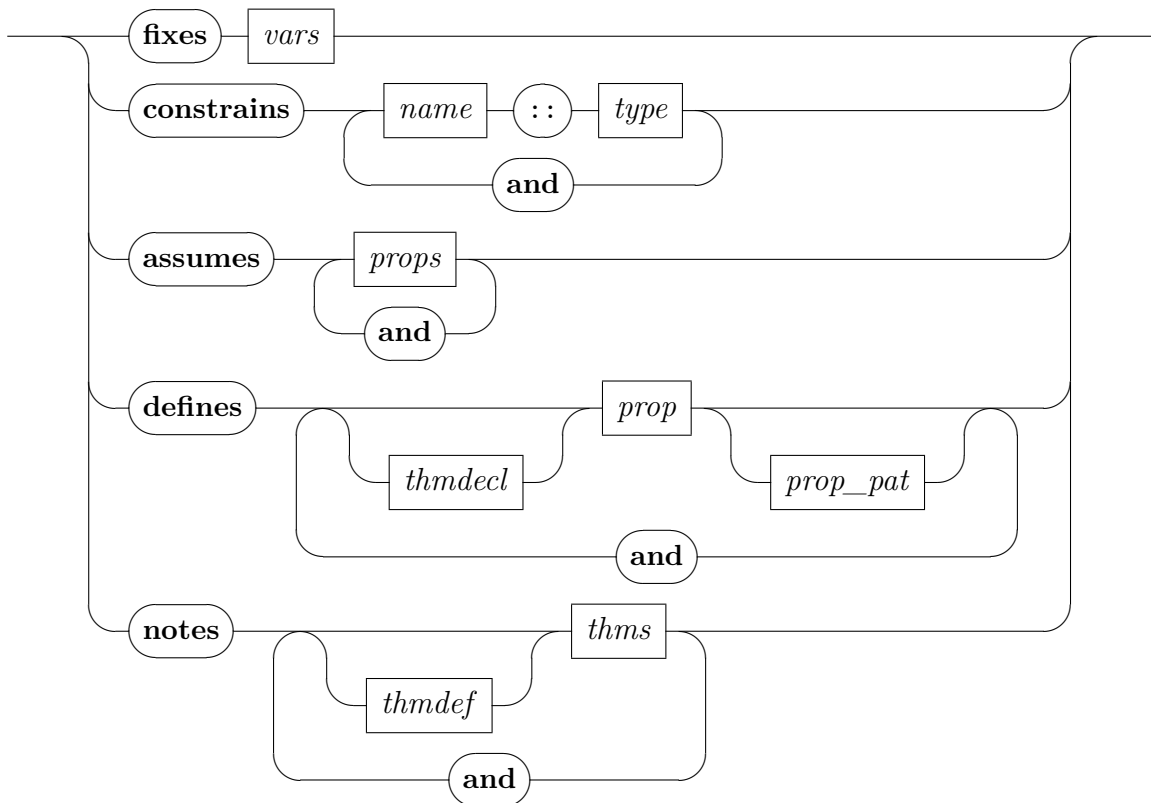 fixes vars
constrains name :: type
and
assumes props
and
defines prop
thmdecl prop_pat
and
notes thms
thmdef
and